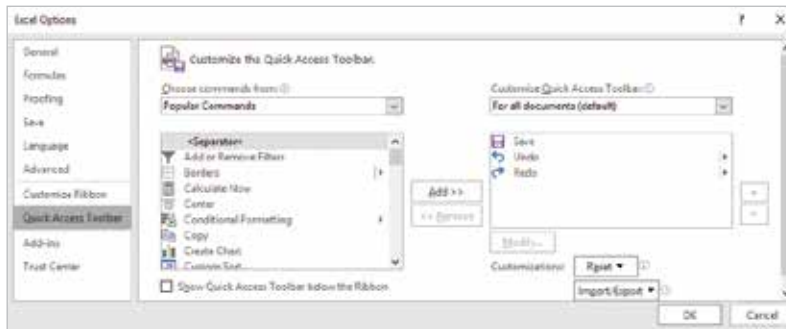 Excel Options
?
X
General
Formulas
Proofing
Save
Language
Advanced
Customize Ribbon
Quick Access Toolbar
Add-ins
Trust Center
Customize the Quick Access Toolbar.
Choose commands from:
Popular Commands
<Separator>
Add or Remove Filters
Borders
Calculate Now
Center
Conditional Formatting
Copy
Create Chart
Custom Sort...
Show Quick Access Toolbar below the Ribbon
Add >>
<< Remove
Customize Quick Access Toolbar:
For all documents (default)
Save
Undo
Redo
Modify...
Customizations:
Reset
Import/Export
OK
Cancel